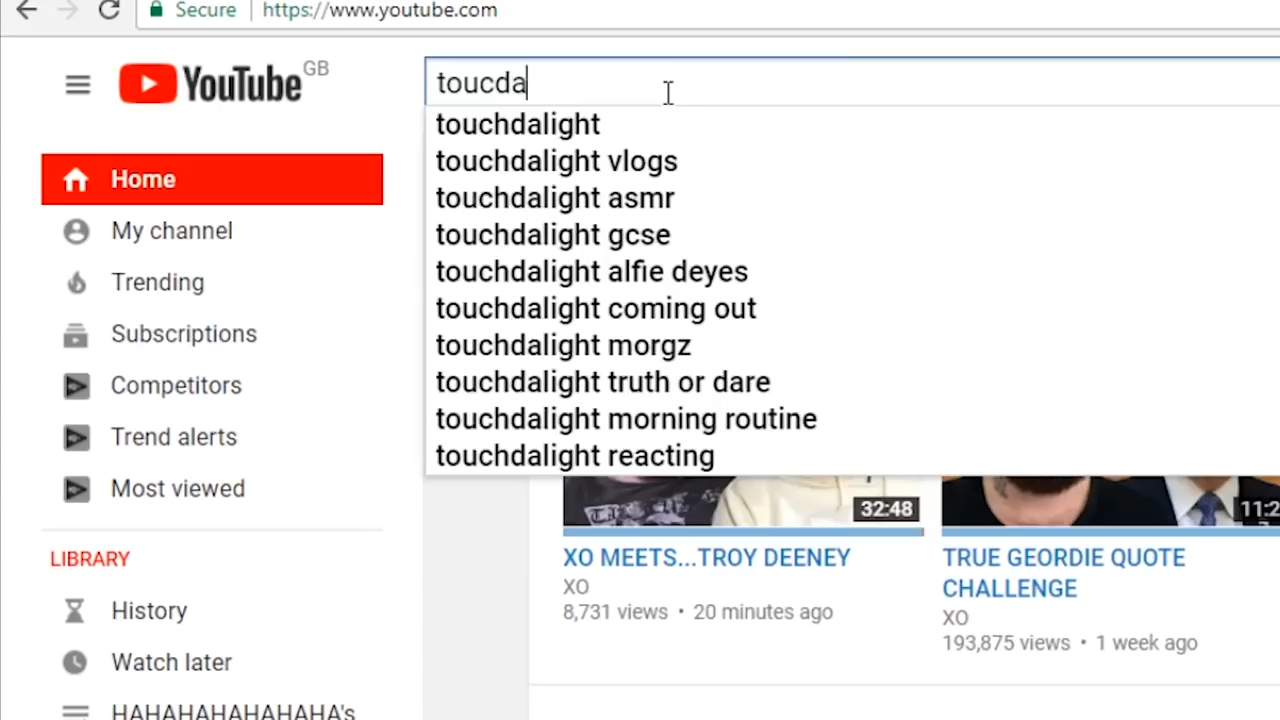 Secure https://www.youtube.com
YouTube GB
toucda
touchdalight
touchdalight vlogs
touchdalight asmr
touchdalight gcse
touchdalight alfie deyes
touchdalight coming out
touchdalight morgz
touchdalight truth or dare
touchdalight morning routine
touchdalight reacting
Home
My channel
Trending
Subscriptions
Competitors
Trend alerts
Most viewed
LIBRARY
History
Watch later
HAHAHAHAHAHAHA's
32:48
XO MEETS...TROY DEENEY
XO
8,731 views • 20 minutes ago
11:2
TRUE GEORDIE QUOTE
CHALLENGE
XO
193,875 views • 1 week ago